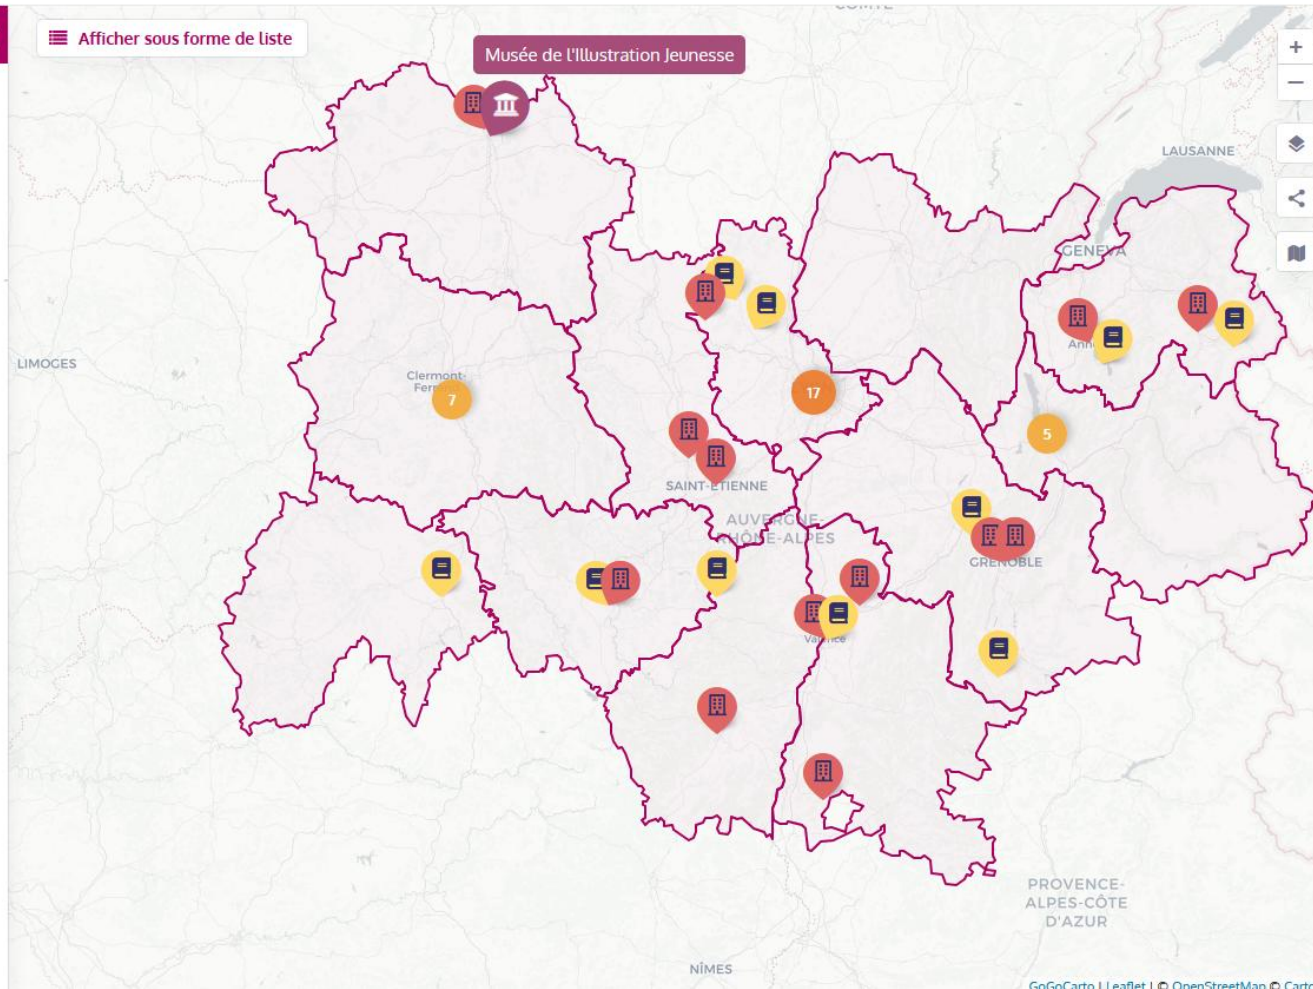 Afficher sous forme de liste
Musée de l'Illustration Jeunesse
+
−
LAUSANNE
GENEVA
LIMOGES
Clermont-
7
17
5
SAINT-ETIENNE
AUVERGNE-
RHÔNE-ALPES
GRENOBLE
PROVENCE-
ALPES-CÔTE
D'AZUR
NÎMES
GoGoCarto | Leaflet | © OpenStreetMap © Carto